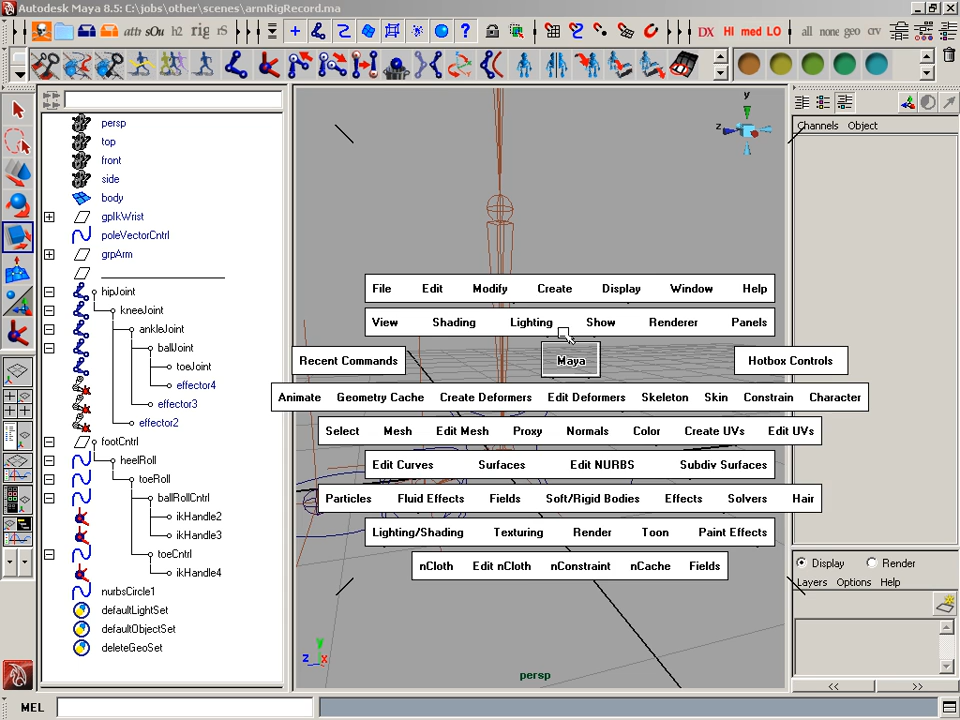 Autodesk Maya 8.5: C:\jobs\other\scenes\armRigRecord.ma
attr sOu h2 rig rS
DX HI med LO all none geo crv
Channels Object
persp
top
front
side
body
gpIkWrist
poleVectorCntrl
grpArm
hipJoint
kneeJoint
ankleJoint
ballJoint
toeJoint
effector4
effector3
effector2
footCntrl
heelRoll
toeRoll
ballRollCntrl
ikHandle2
ikHandle3
toeCntrl
ikHandle4
nurbsCircle1
defaultLightSet
defaultObjectSet
deleteGeoSet
y
z
File Edit Modify Create Display Window Help
View Shading Lighting Show Renderer Panels
Recent Commands Maya Hotbox Controls
Animate Geometry Cache Create Deformers Edit Deformers Skeleton Skin Constrain Character
Select Mesh Edit Mesh Proxy Normals Color Create UVs Edit UVs
Edit Curves Surfaces Edit NURBS Subdiv Surfaces
Particles Fluid Effects Fields Soft/Rigid Bodies Effects Solvers Hair
Lighting/Shading Texturing Render Toon Paint Effects
nCloth Edit nCloth nConstraint nCache Fields
y
z x
persp
Display Render
Layers Options Help
<< >>
MEL